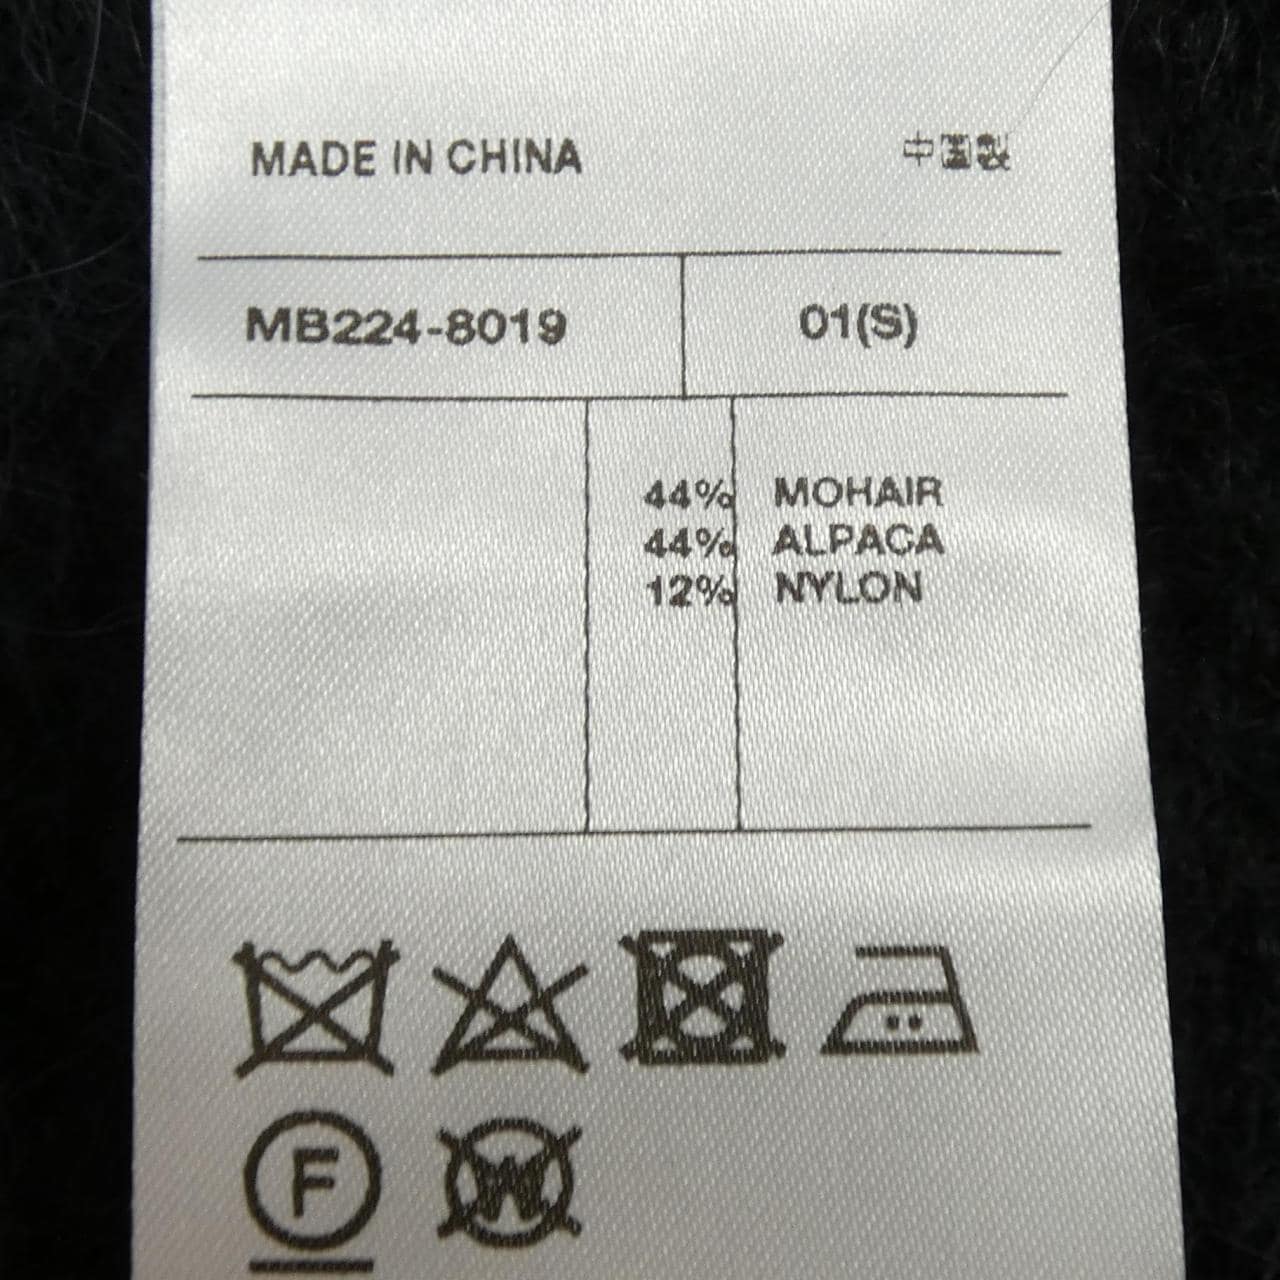 MADE IN CHINA 中国製
MB224-8019 01(S)
44% MOHAIR
44% ALPACA
12% NYLON
F W